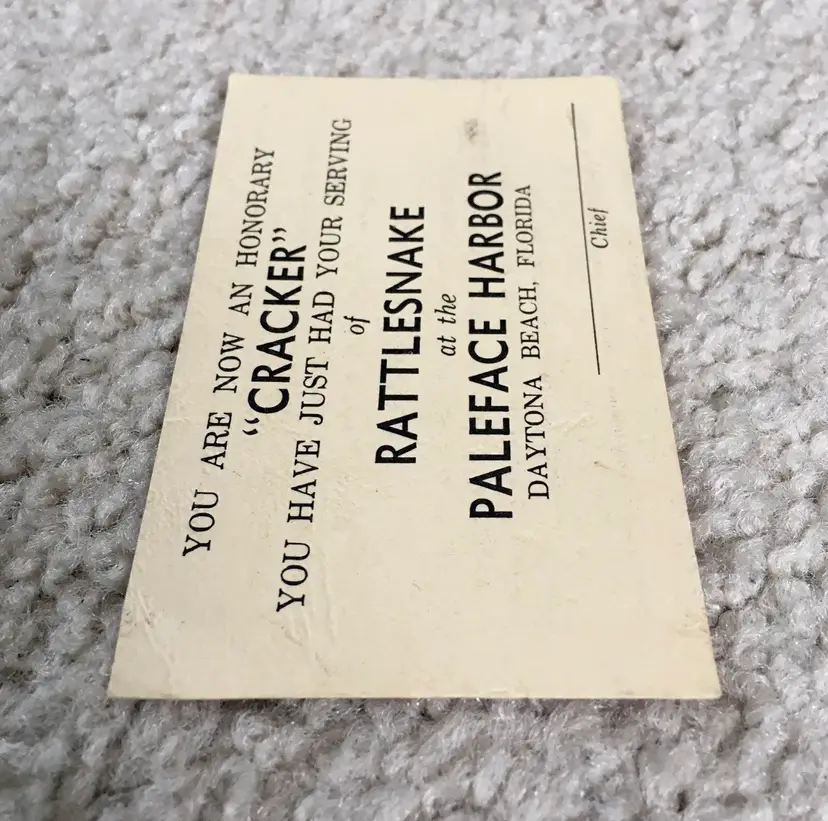 YOU ARE NOW AN HONORARY
“CRACKER”
YOU HAVE JUST HAD YOUR SERVING
of
RATTLESNAKE
at the
PALEFACE HARBOR
DAYTONA BEACH, FLORIDA
Chief